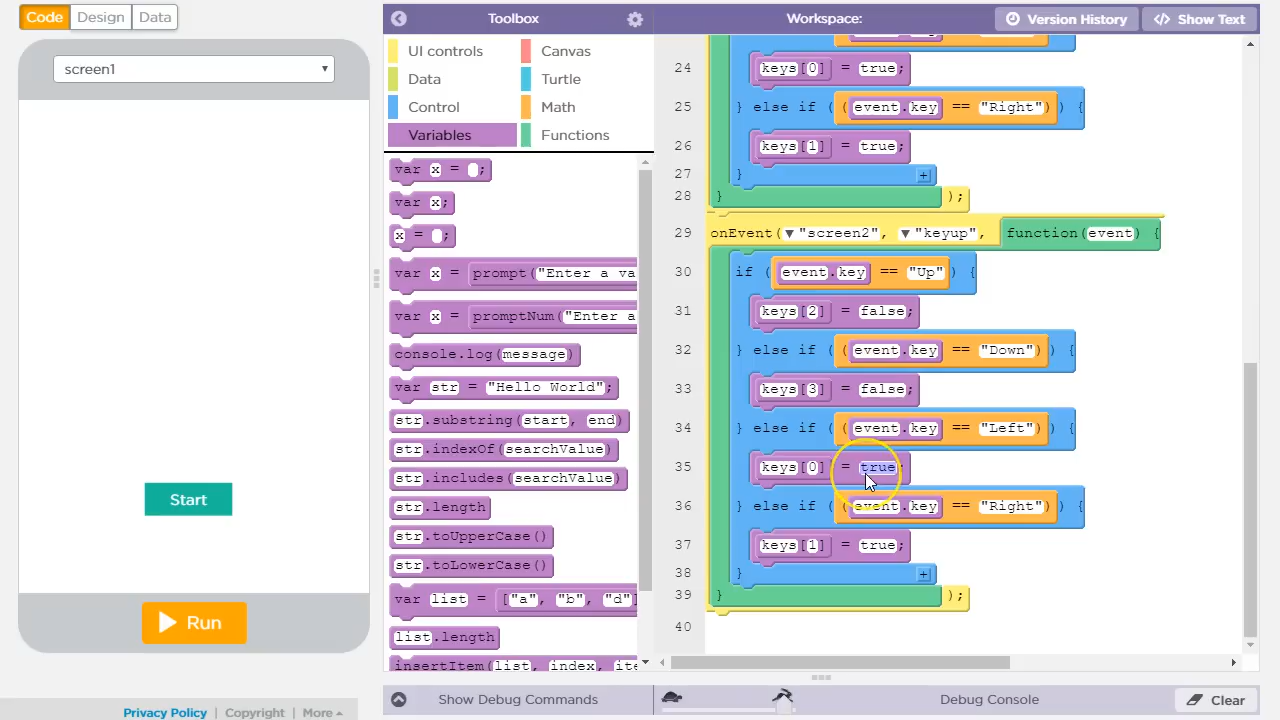 Code Design Data
screen1
Start
Run
Privacy Policy | Copyright | More
Toolbox
UI controls
Canvas
Data
Turtle
Control
Math
Variables
Functions
var x = ;
var x;
x = ;
var x = prompt("Enter a va
var x = promptNum("Enter a
console.log(message)
var str = "Hello World";
str.substring(start, end)
str.indexOf(searchValue)
str.includes(searchValue)
str.length
str.toUpperCase()
str.toLowerCase()
var list = ["a", "b", "d"]
list.length
insertItem(list, index, ite
Workspace:
Version History
</> Show Text
24 keys[0] = true;
25 } else if ( (event.key == "Right") ) {
26 keys[1] = true;
27 }
28 } );
29 onEvent(▼"screen2", ▼"keyup", function(event) {
30 if (event.key == "Up") {
31 keys[2] = false;
32 } else if ( (event.key == "Down") ) {
33 keys[3] = false;
34 } else if ( (event.key == "Left") ) {
35 keys[0] = true;
36 } else if ( (event.key == "Right") ) {
37 keys[1] = true;
38 }
39 } );
40
Show Debug Commands
Debug Console
Clear